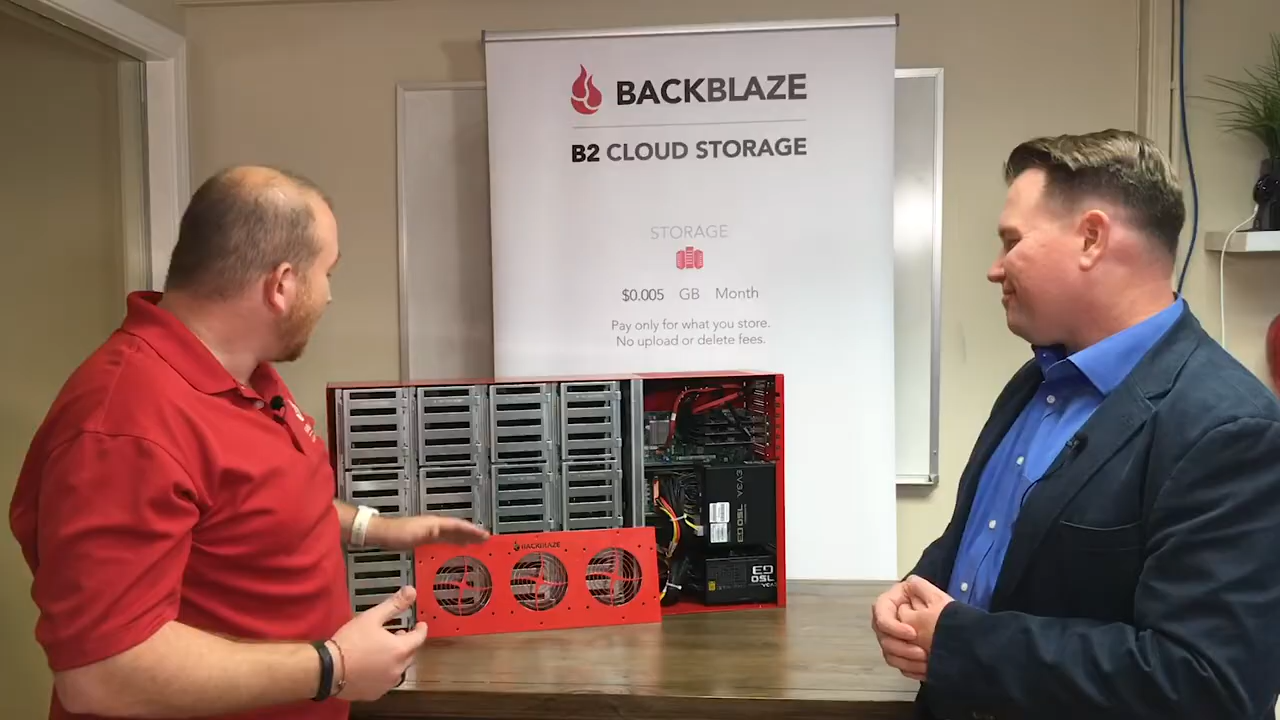 BACKBLAZE
B2 CLOUD STORAGE
STORAGE
$0.005 GB Month
Pay only for what you store.
No upload or delete fees.
BACKBLAZE
EVGA